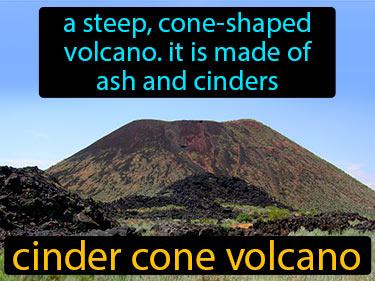 a steep, cone-shaped
volcano. it is made of
ash and cinders
cinder cone volcano